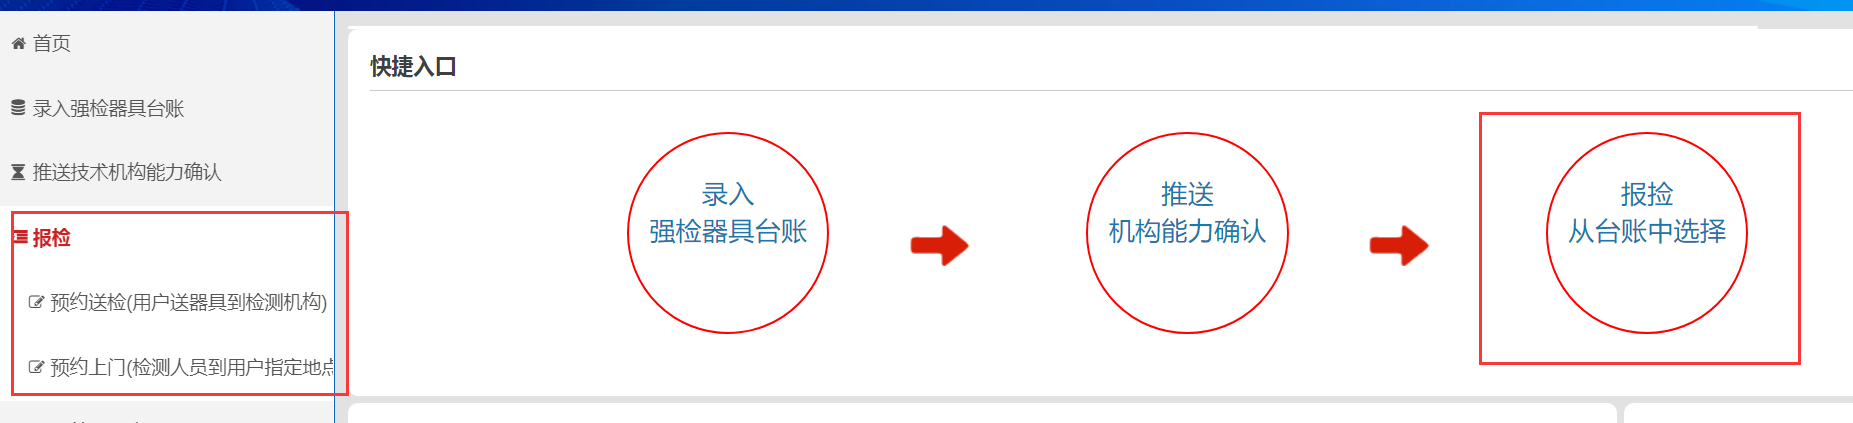 首页
录入强检器具台账
推送技术机构能力确认
报检
预约送检(用户送器具到检测机构)
预约上门(检测人员到用户指定地点
快捷入口
录入
强检器具台账
推送
机构能力确认
报捡
从台账中选择